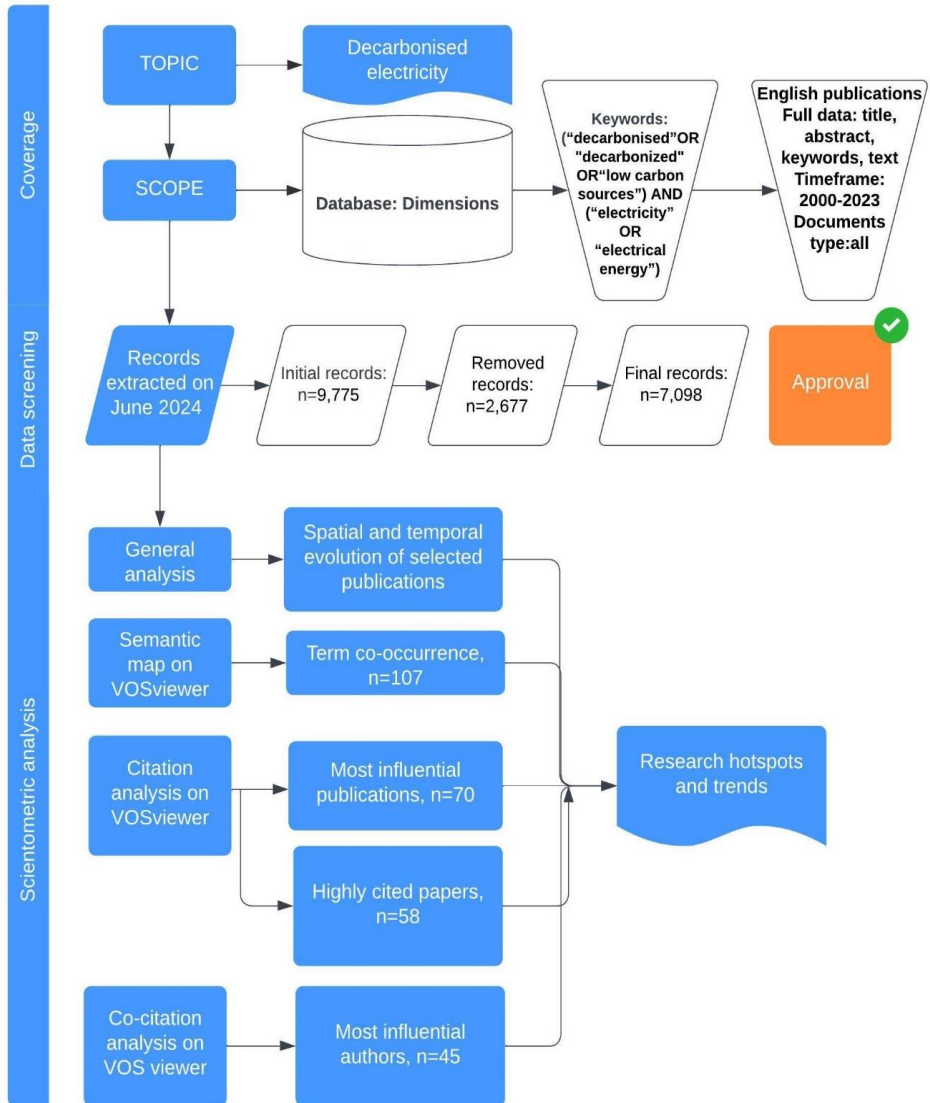 Coverage
TOPIC
Decarbonised
electricity
SCOPE
Database: Dimensions
Keywords:
(“decarbonised”OR
"decarbonized"
OR“low carbon
sources”) AND
(“electricity”
OR
“electrical
energy”)
English publications
Full data: title,
abstract,
keywords, text
Timeframe:
2000-2023
Documents
type:all
Data screening
Records
extracted on
June 2024
Initial records:
n=9,775
Removed
records:
n=2,677
Final records:
n=7,098
Approval
Scientometric analysis
General
analysis
Spatial and temporal
evolution of selected
publications
Semantic
map on
VOSviewer
Term co-occurrence,
n=107
Citation
analysis on
VOSviewer
Most influential
publications, n=70
Highly cited papers,
n=58
Research hotspots
and trends
Co-citation
analysis on
VOS viewer
Most influential
authors, n=45